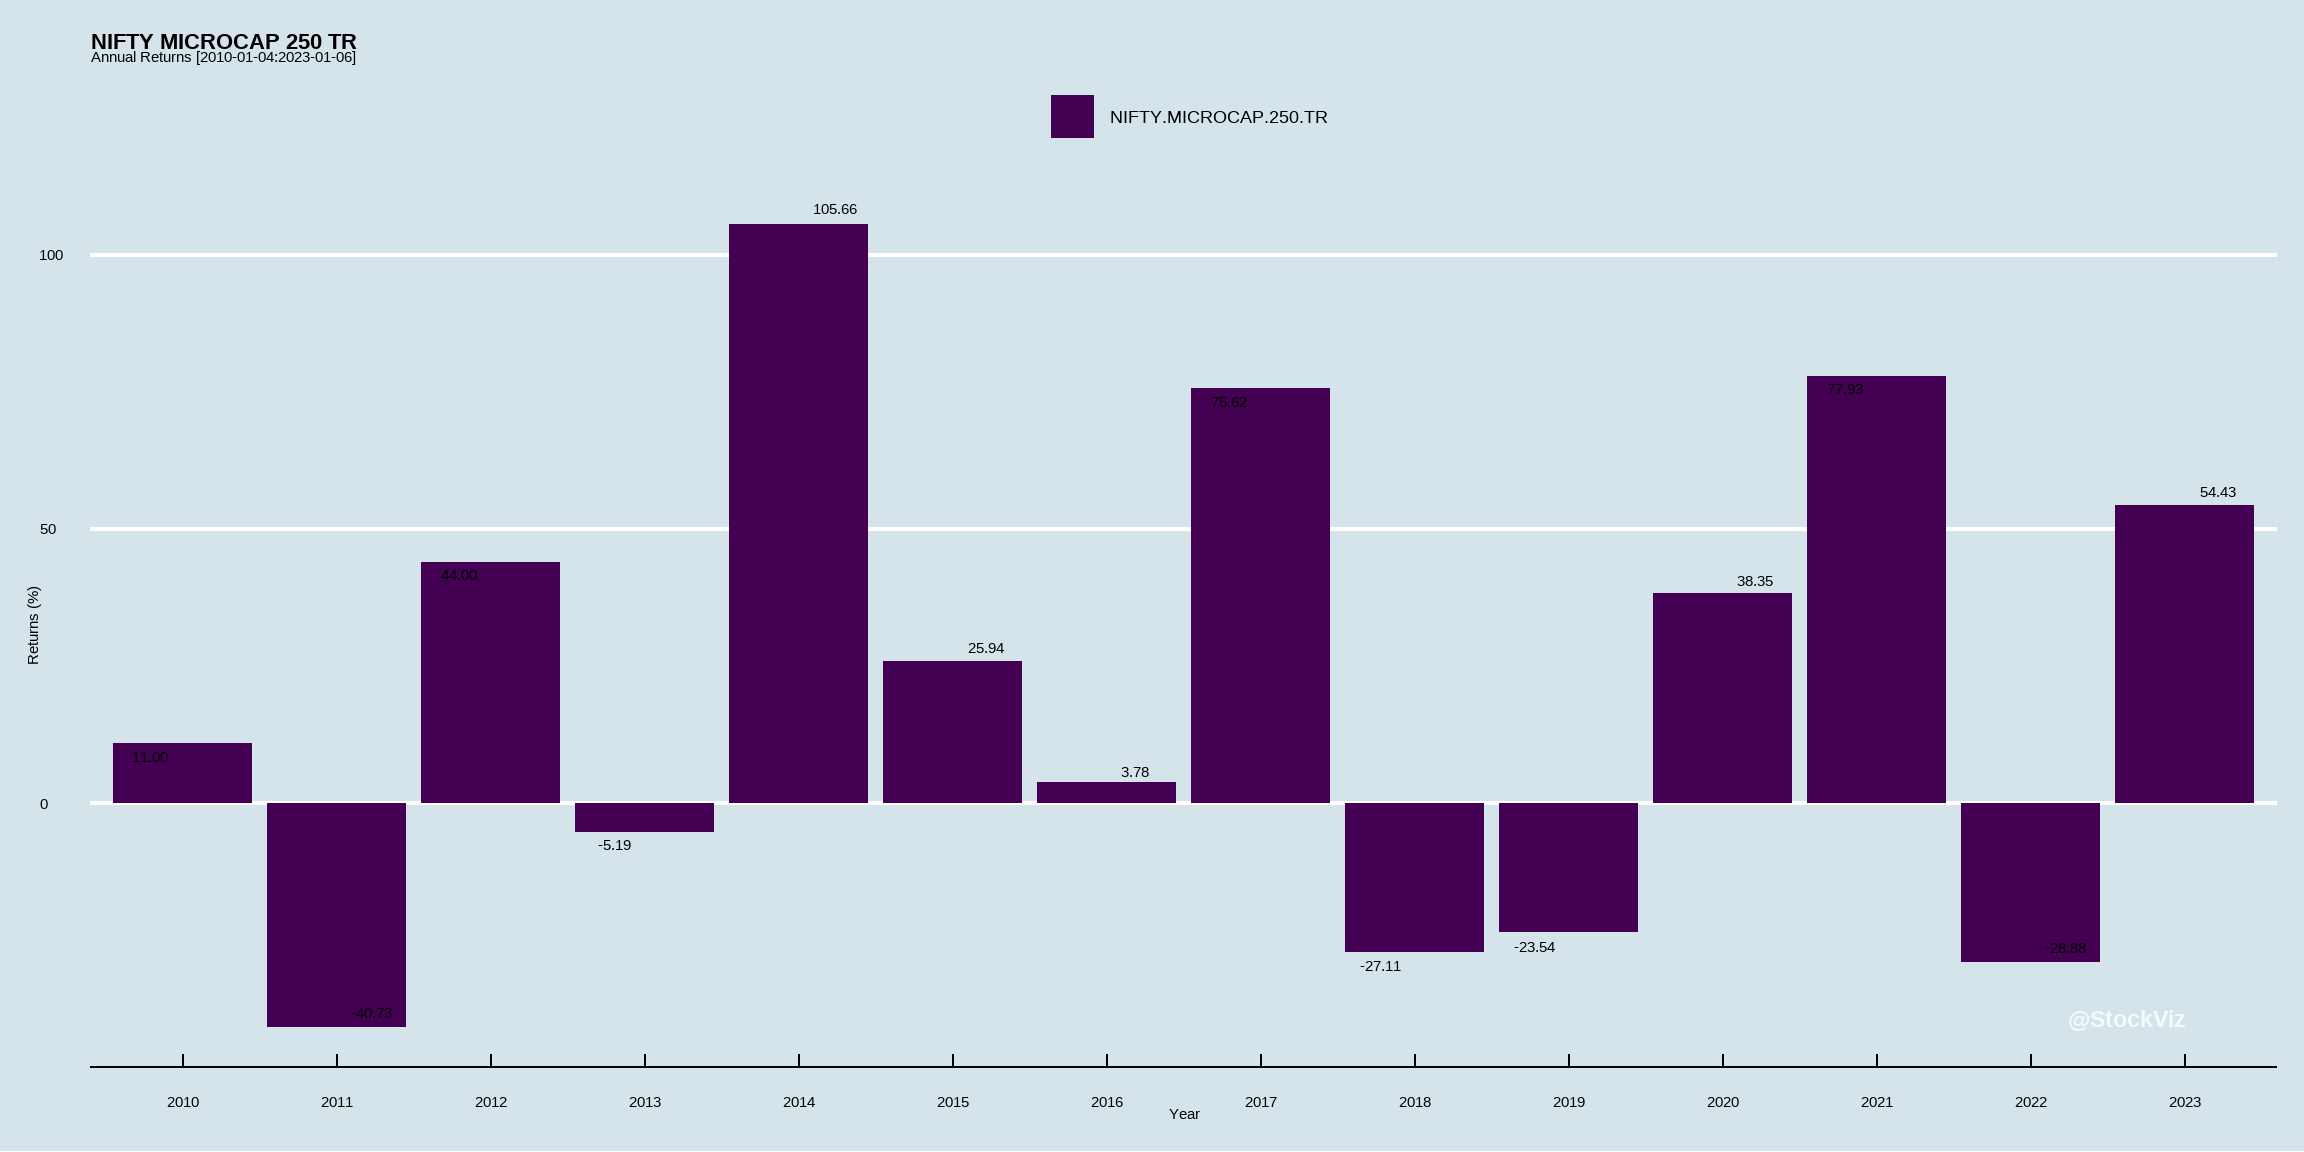 NIFTY MICROCAP 250 TR
Annual Returns [2010-01-04:2023-01-06]
NIFTY.MICROCAP.250.TR
105.66
100
77.93
75.62
54.43
50
44.00
38.35
Returns (%)
25.94
11.00
3.78
0
-5.19
-23.54
-28.88
-27.11
-40.73
@StockViz
2010 2011 2012 2013 2014 2015 2016 2017 2018 2019 2020 2021 2022 2023
Year